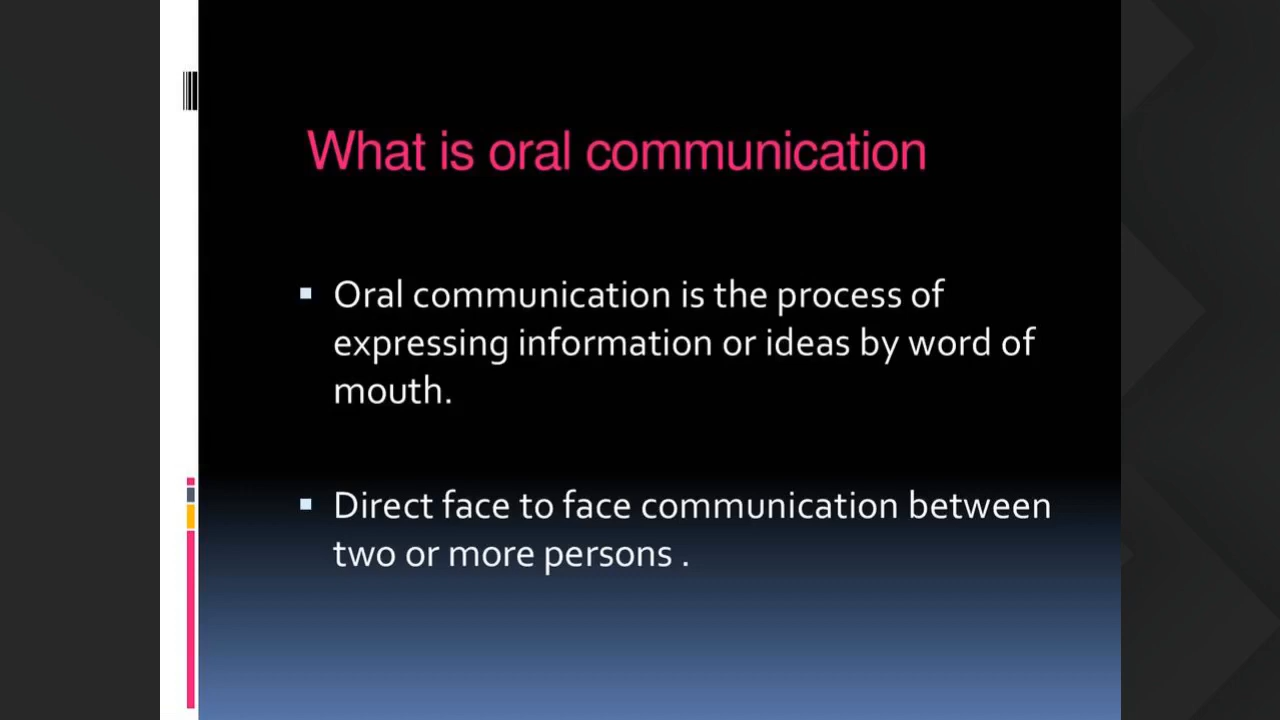 What is oral communication
Oral communication is the process of
expressing information or ideas by word of
mouth.
Direct face to face communication between
two or more persons .